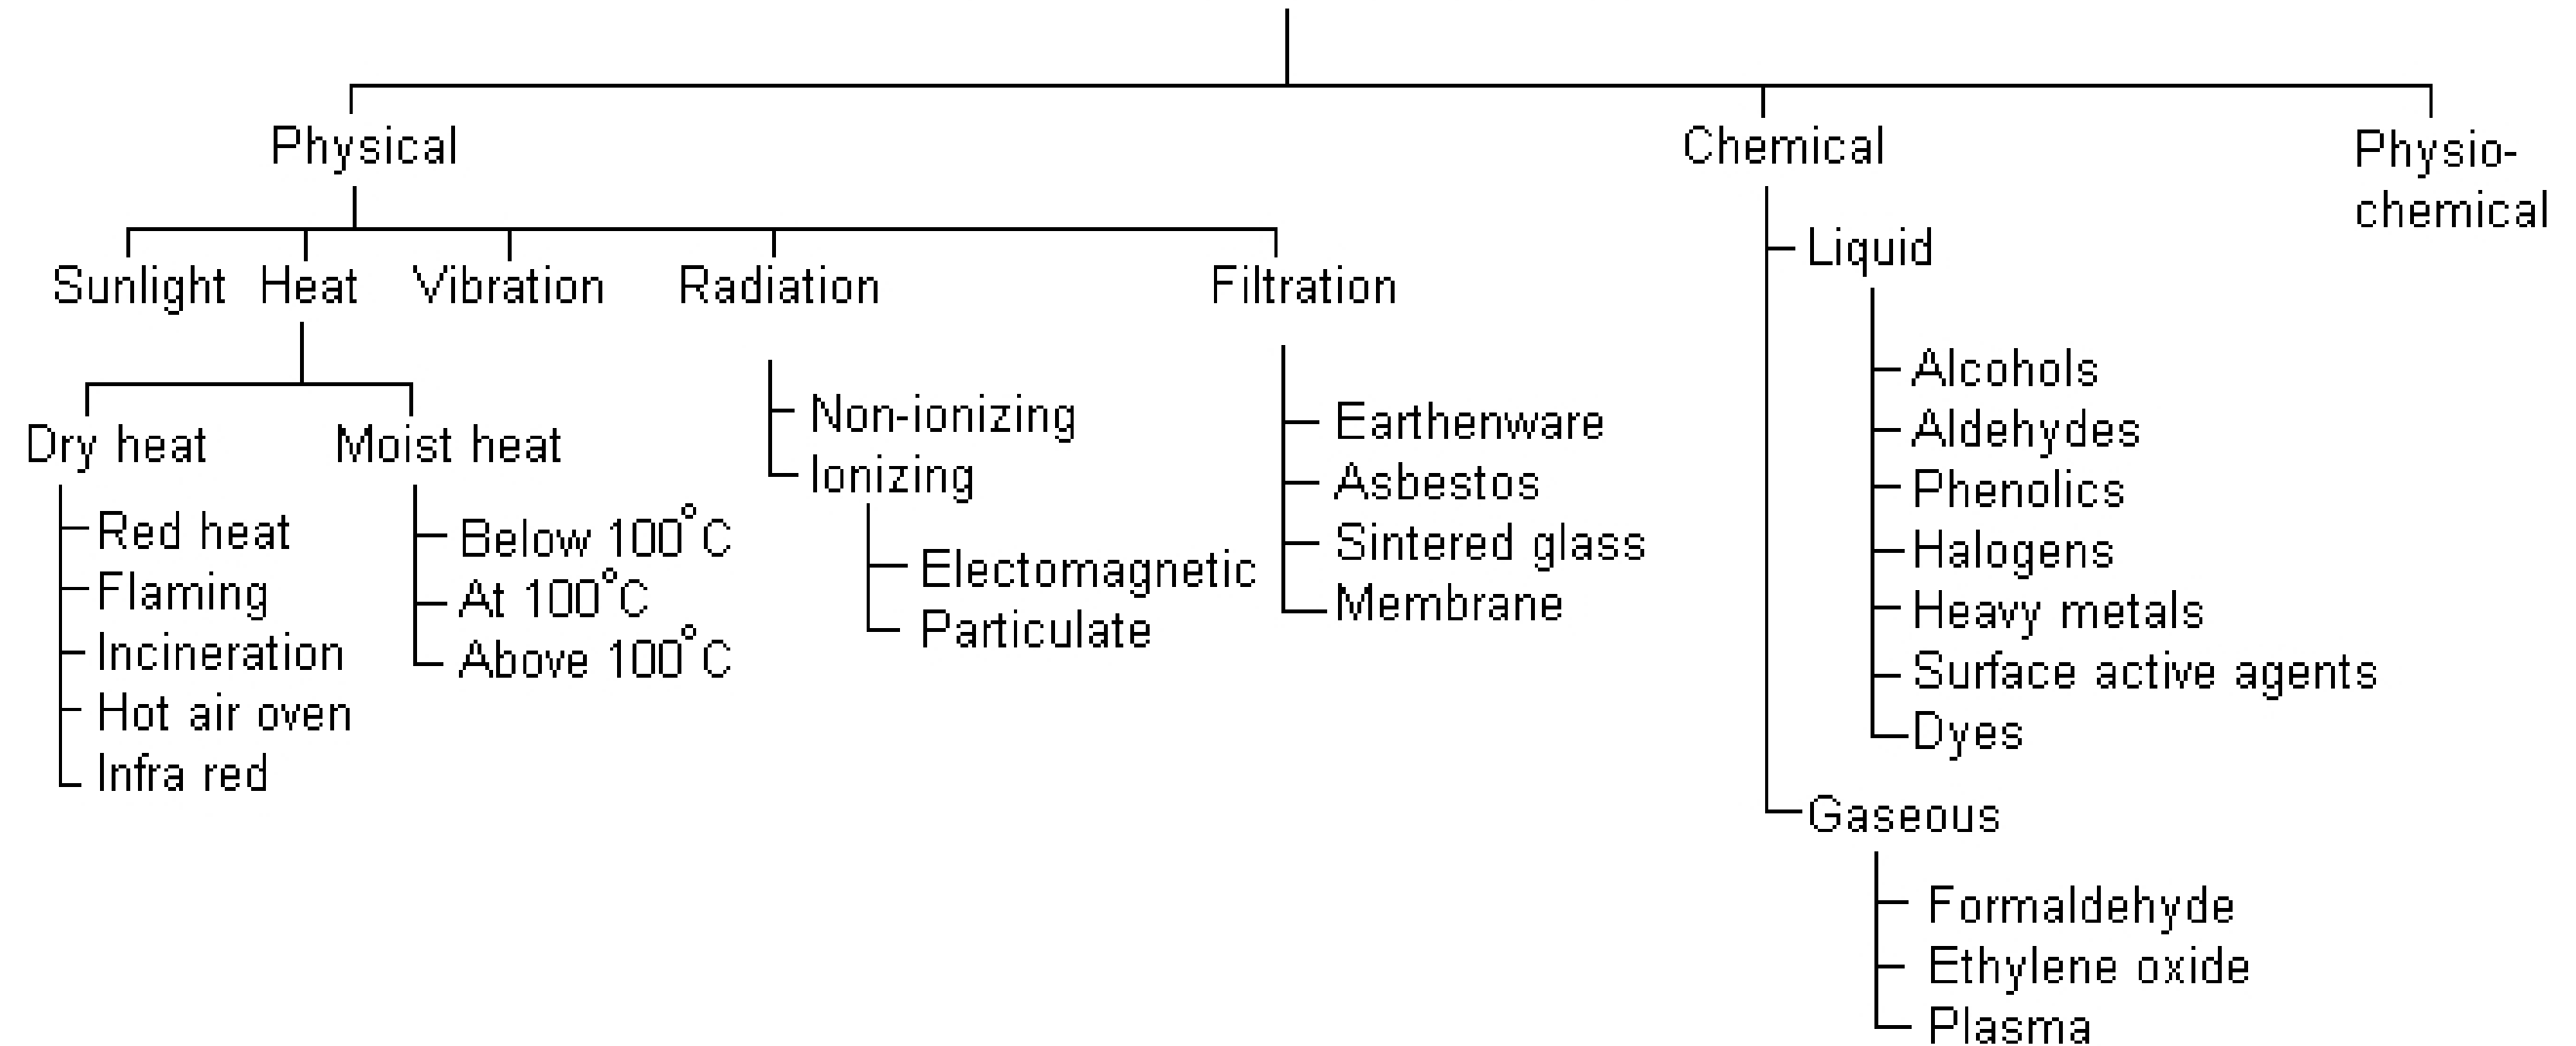 Physical
Chemical
Physio-
chemical
Sunlight
Heat
Vibration
Radiation
Filtration
Dry heat
Red heat
Flaming
Incineration
Hot air oven
Infra red
Moist heat
Below 100°C
At 100°C
Above 100°C
Non-ionizing
Ionizing
Electomagnetic
Particulate
Earthenware
Asbestos
Sintered glass
Membrane
Liquid
Alcohols
Aldehydes
Phenolics
Halogens
Heavy metals
Surface active agents
Dyes
Gaseous
Formaldehyde
Ethylene oxide
Plasma